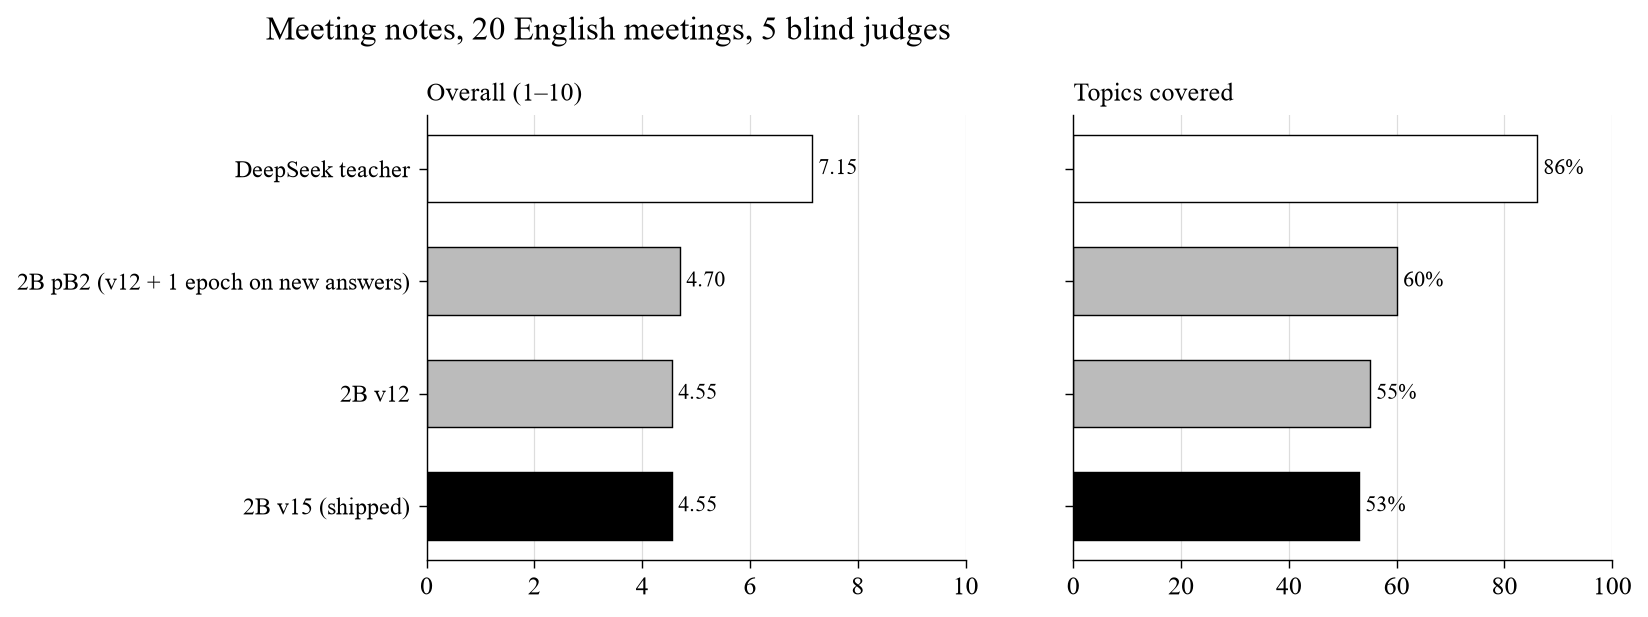 Meeting notes, 20 English meetings, 5 blind judges
Overall (1–10)
DeepSeek teacher
7.15
2B pB2 (v12 + 1 epoch on new answers)
4.70
2B v12
4.55
2B v15 (shipped)
4.55
0 2 4 6 8 10
Topics covered
86%
60%
55%
53%
0 20 40 60 80 100